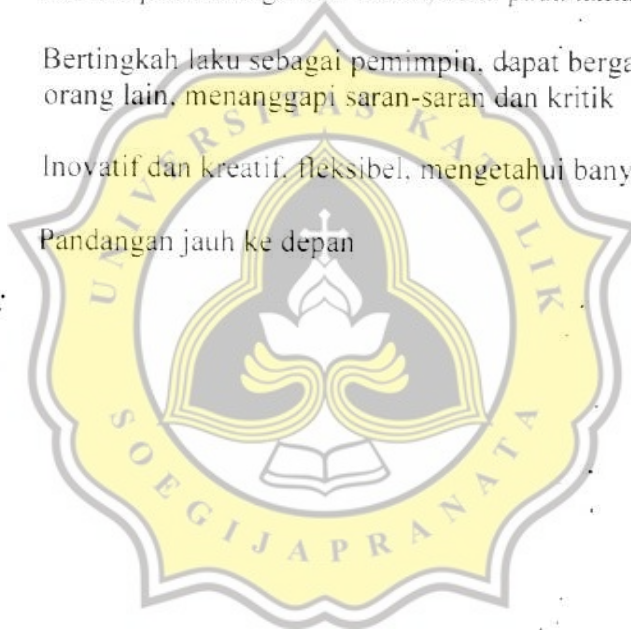 Bertingkah laku sebagai pemimpin, dapat berga
orang lain, menanggapi saran-saran dan kritik
Inovatif dan kreatif, fleksibel, mengetahui bany
Pandangan jauh ke depan
UNIVERSITAS KATOLIK
SOEGIJAPRANATA